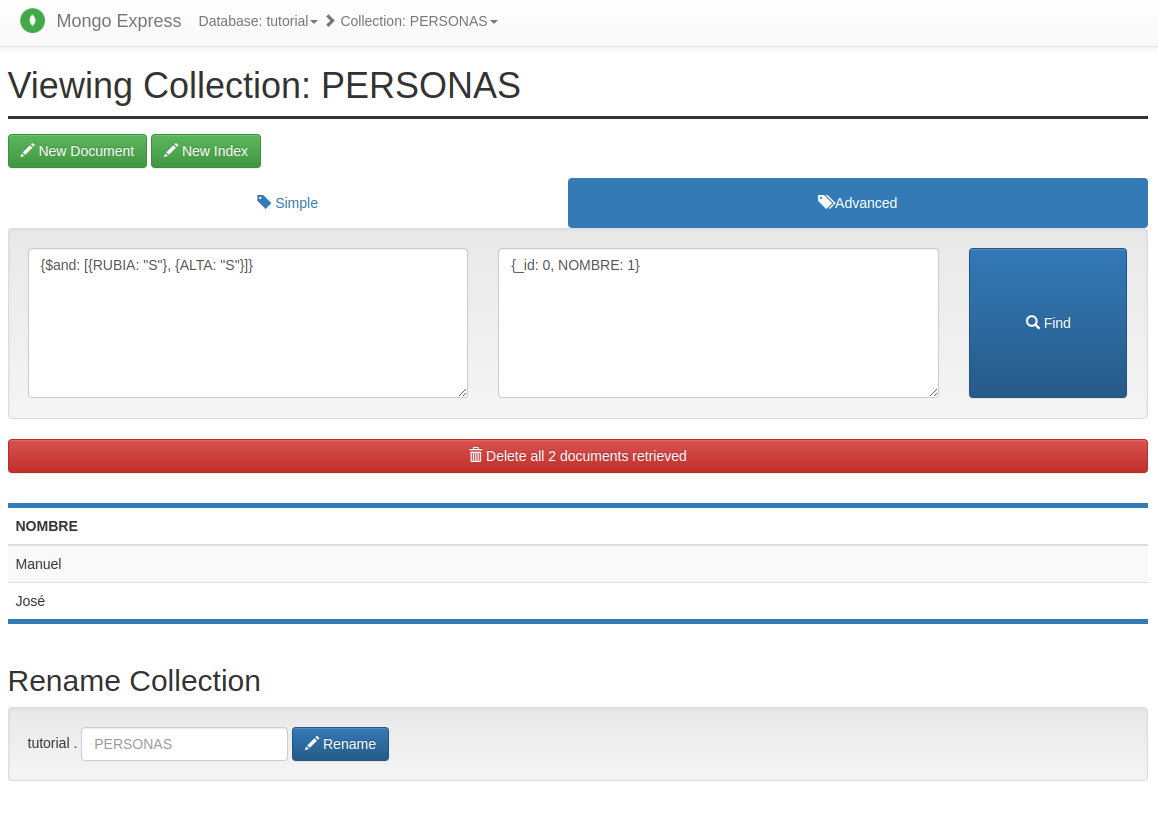 Mongo Express Database: tutorial Collection: PERSONAS
Viewing Collection: PERSONAS
New Document New Index
Simple Advanced
{$and: [{RUBIA: "S"}, {ALTA: "S"}]} {_id: 0, NOMBRE: 1}
Find
Delete all 2 documents retrieved
NOMBRE
Manuel
José
Rename Collection
tutorial . PERSONAS Rename